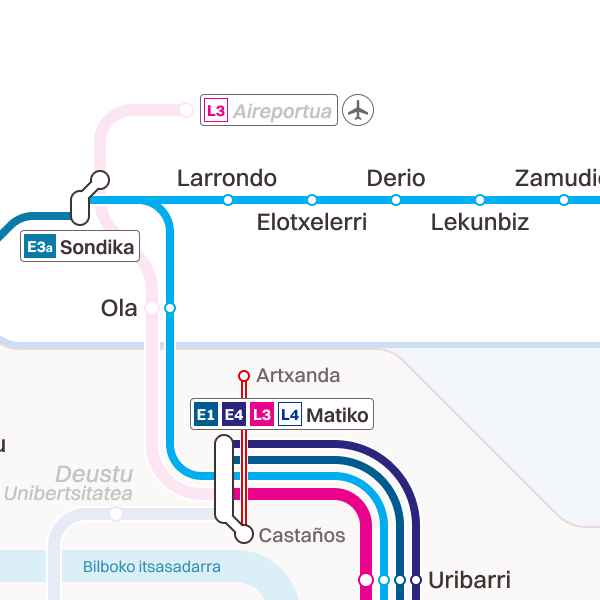 L3 Aireportua
Larrondo
Derio
Zamudi
Elotxelerri
Lekunbiz
E3a Sondika
Ola
Artxanda
E1 E4 L3 L4 Matiko
u
Deustu
Unibertsitatea
Castaños
Bilboko itsasadarra
Uribarri